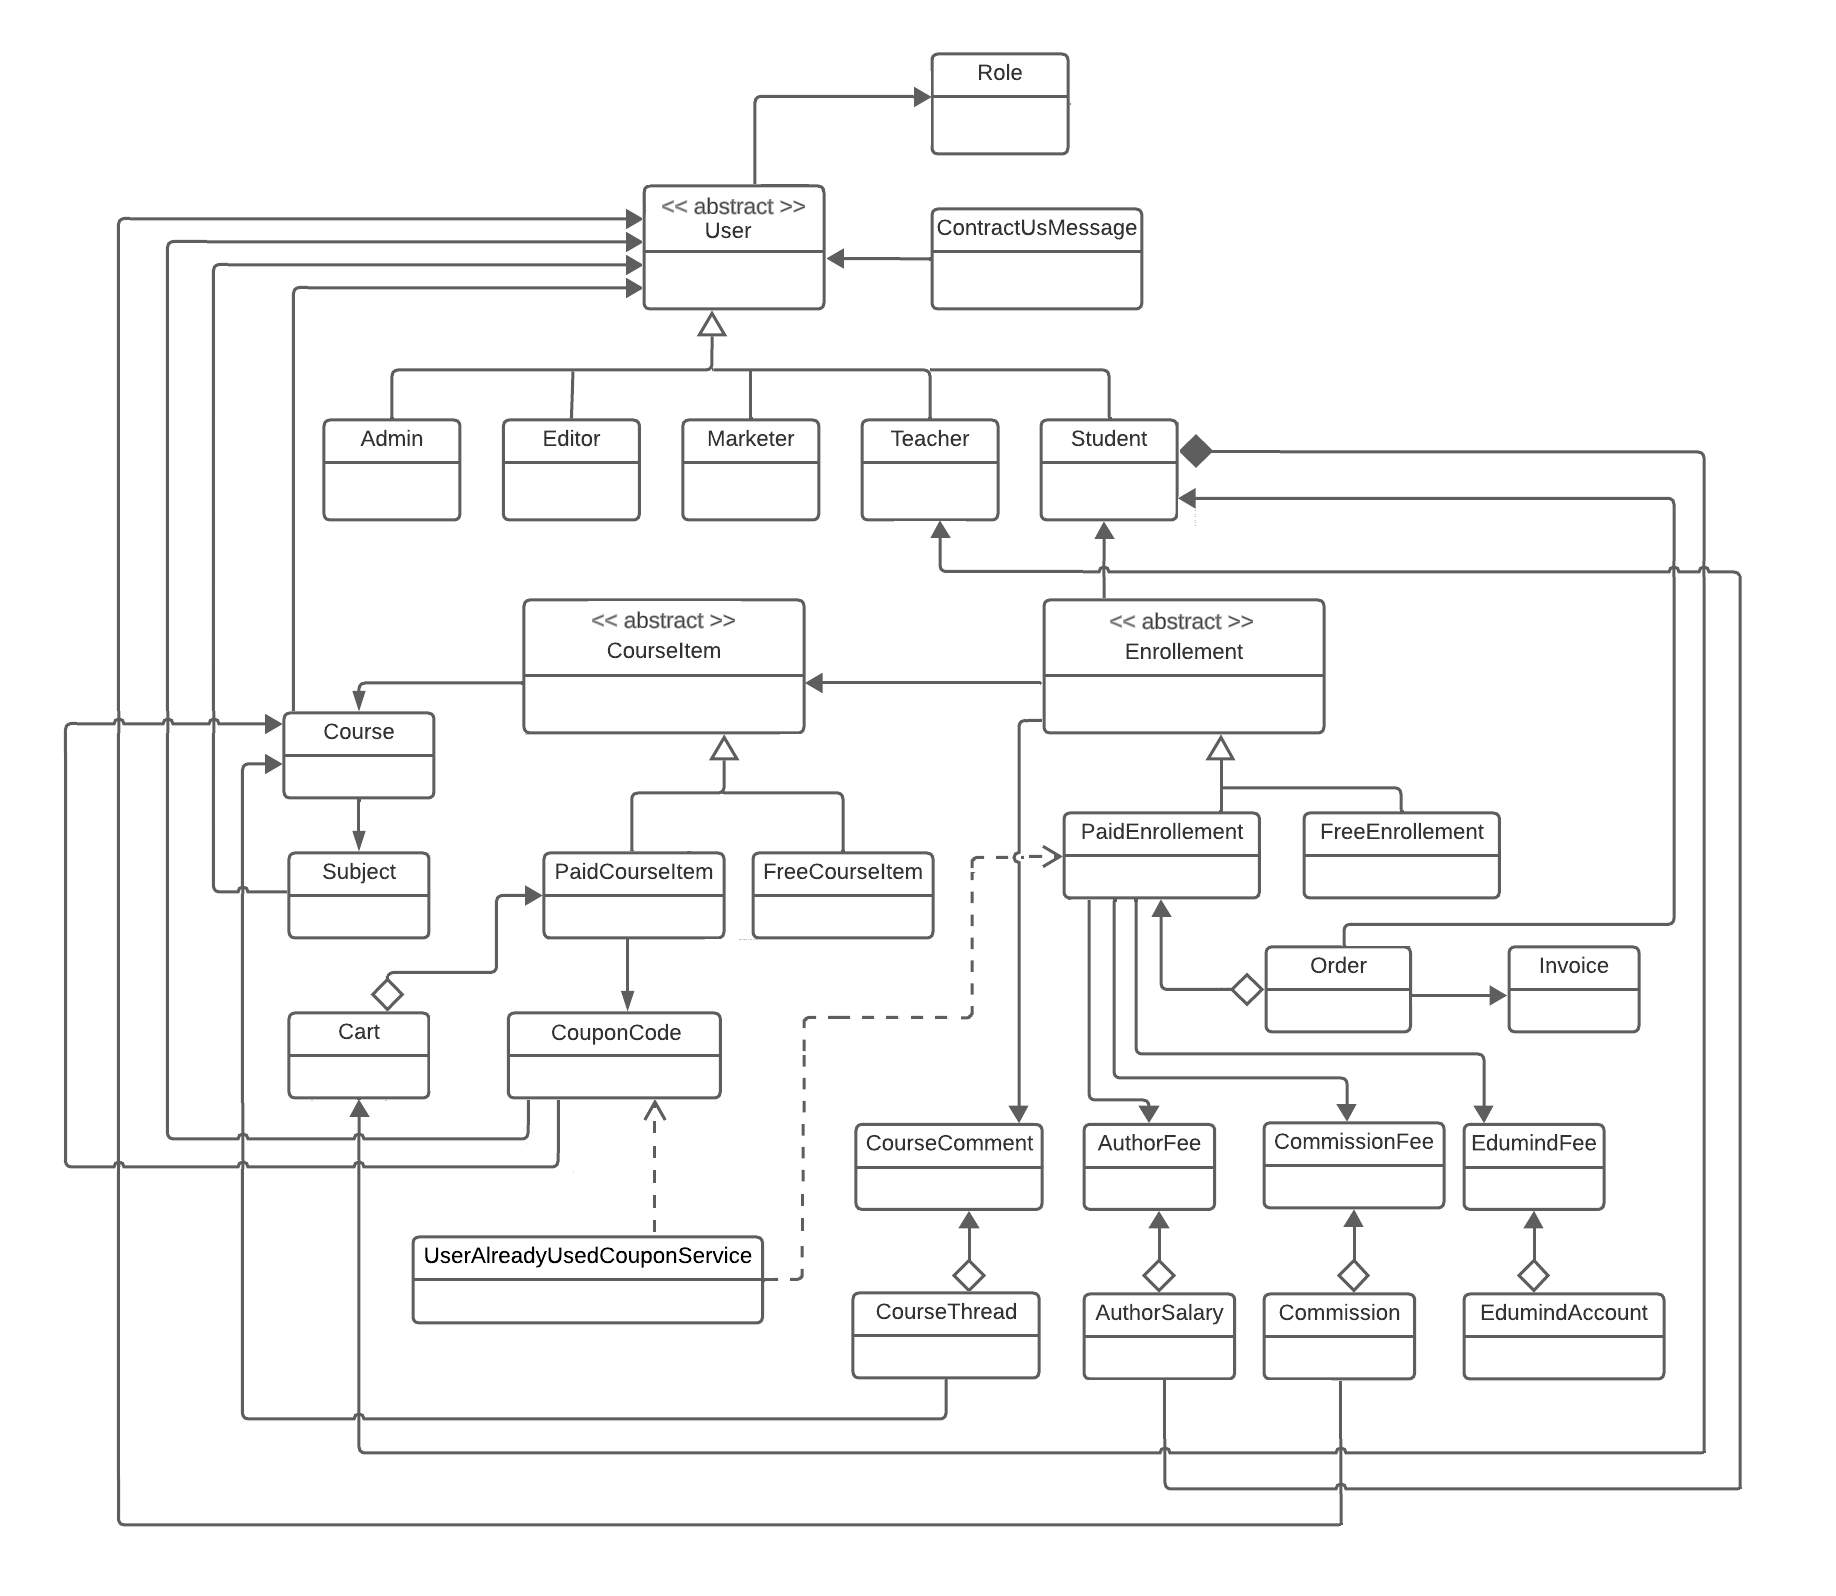 Role
<< abstract >>
User
ContractUsMessage
Admin
Editor
Marketer
Teacher
Student
<< abstract >>
CourseItem
<< abstract >>
Enrollement
Course
PaidEnrollement
FreeEnrollement
Subject
PaidCourseItem
FreeCourseItem
Order
Invoice
Cart
CouponCode
CourseComment
AuthorFee
CommissionFee
EdumindFee
UserAlreadyUsedCouponService
CourseThread
AuthorSalary
Commission
EdumindAccount